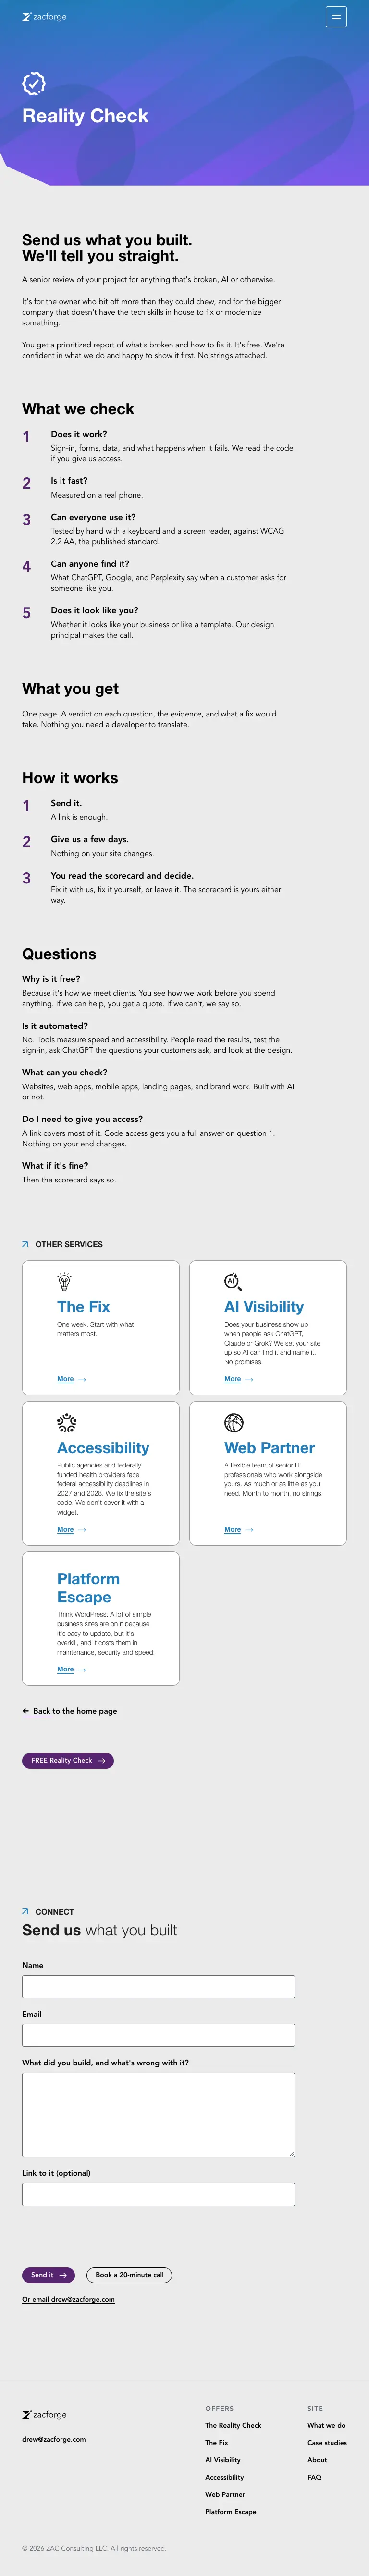 zacforge
Reality Check
Send us what you built.
We'll tell you straight.
A senior review of your project for anything that's broken, AI or otherwise.
It's for the owner who bit off more than they could chew, and for the bigger
company that doesn't have the tech skills in house to fix or modernize
something.
You get a prioritized report of what's broken and how to fix it. It's free. We're
confident in what we do and happy to show it first. No strings attached.
What we check
1
Does it work?
Sign-in, forms, data, and what happens when it fails. We read the code
if you give us access.
2
Is it fast?
Measured on a real phone.
3
Can everyone use it?
Tested by hand with a keyboard and a screen reader, against WCAG
2.2 AA, the published standard.
4
Can anyone find it?
What ChatGPT, Google, and Perplexity say when a customer asks for
someone like you.
5
Does it look like you?
Whether it looks like your business or like a template. Our design
principal makes the call.
What you get
One page. A verdict on each question, the evidence, and what a fix would
take. Nothing you need a developer to translate.
How it works
1
Send it.
A link is enough.
2
Give us a few days.
Nothing on your site changes.
3
You read the scorecard and decide.
Fix it with us, fix it yourself, or leave it. The scorecard is yours either
way.
Questions
Why is it free?
Because it's how we meet clients. You see how we work before you spend
anything. If we can help, you get a quote. If we can't, we say so.
Is it automated?
No. Tools measure speed and accessibility. People read the results, test the
sign-in, ask ChatGPT the questions your customers ask, and look at the design.
What can you check?
Websites, web apps, mobile apps, landing pages, and brand work. Built with AI
or not.
Do I need to give you access?
A link covers most of it. Code access gets you a full answer on question 1.
Nothing on your end changes.
What if it's fine?
Then the scorecard says so.
OTHER SERVICES
The Fix
One week. Start with what
matters most.
More
AI
AI Visibility
Does your business show up
when people ask ChatGPT,
Claude or Grok? We set your site
up so AI can find it and name it.
No promises.
More
Accessibility
Public agencies and federally
funded health providers face
federal accessibility deadlines in
2027 and 2028. We fix the site's
code. We don't cover it with a
widget.
More
Web Partner
A flexible team of senior IT
professionals who work alongside
yours. As much or as little as you
need. Month to month, no strings.
More
Platform
Escape
Think WordPress. A lot of simple
business sites are on it because
it's easy to update, but it's
overkill, and it costs them in
maintenance, security and speed.
More
Back to the home page
FREE Reality Check
CONNECT
Send us what you built
Name
Email
What did you build, and what's wrong with it?
Link to it (optional)
Send it
Book a 20-minute call
Or email drew@zacforge.com
zacforge
drew@zacforge.com
OFFERS
The Reality Check
The Fix
AI Visibility
Accessibility
Web Partner
Platform Escape
SITE
What we do
Case studies
About
FAQ
© 2026 ZAC Consulting LLC. All rights reserved.